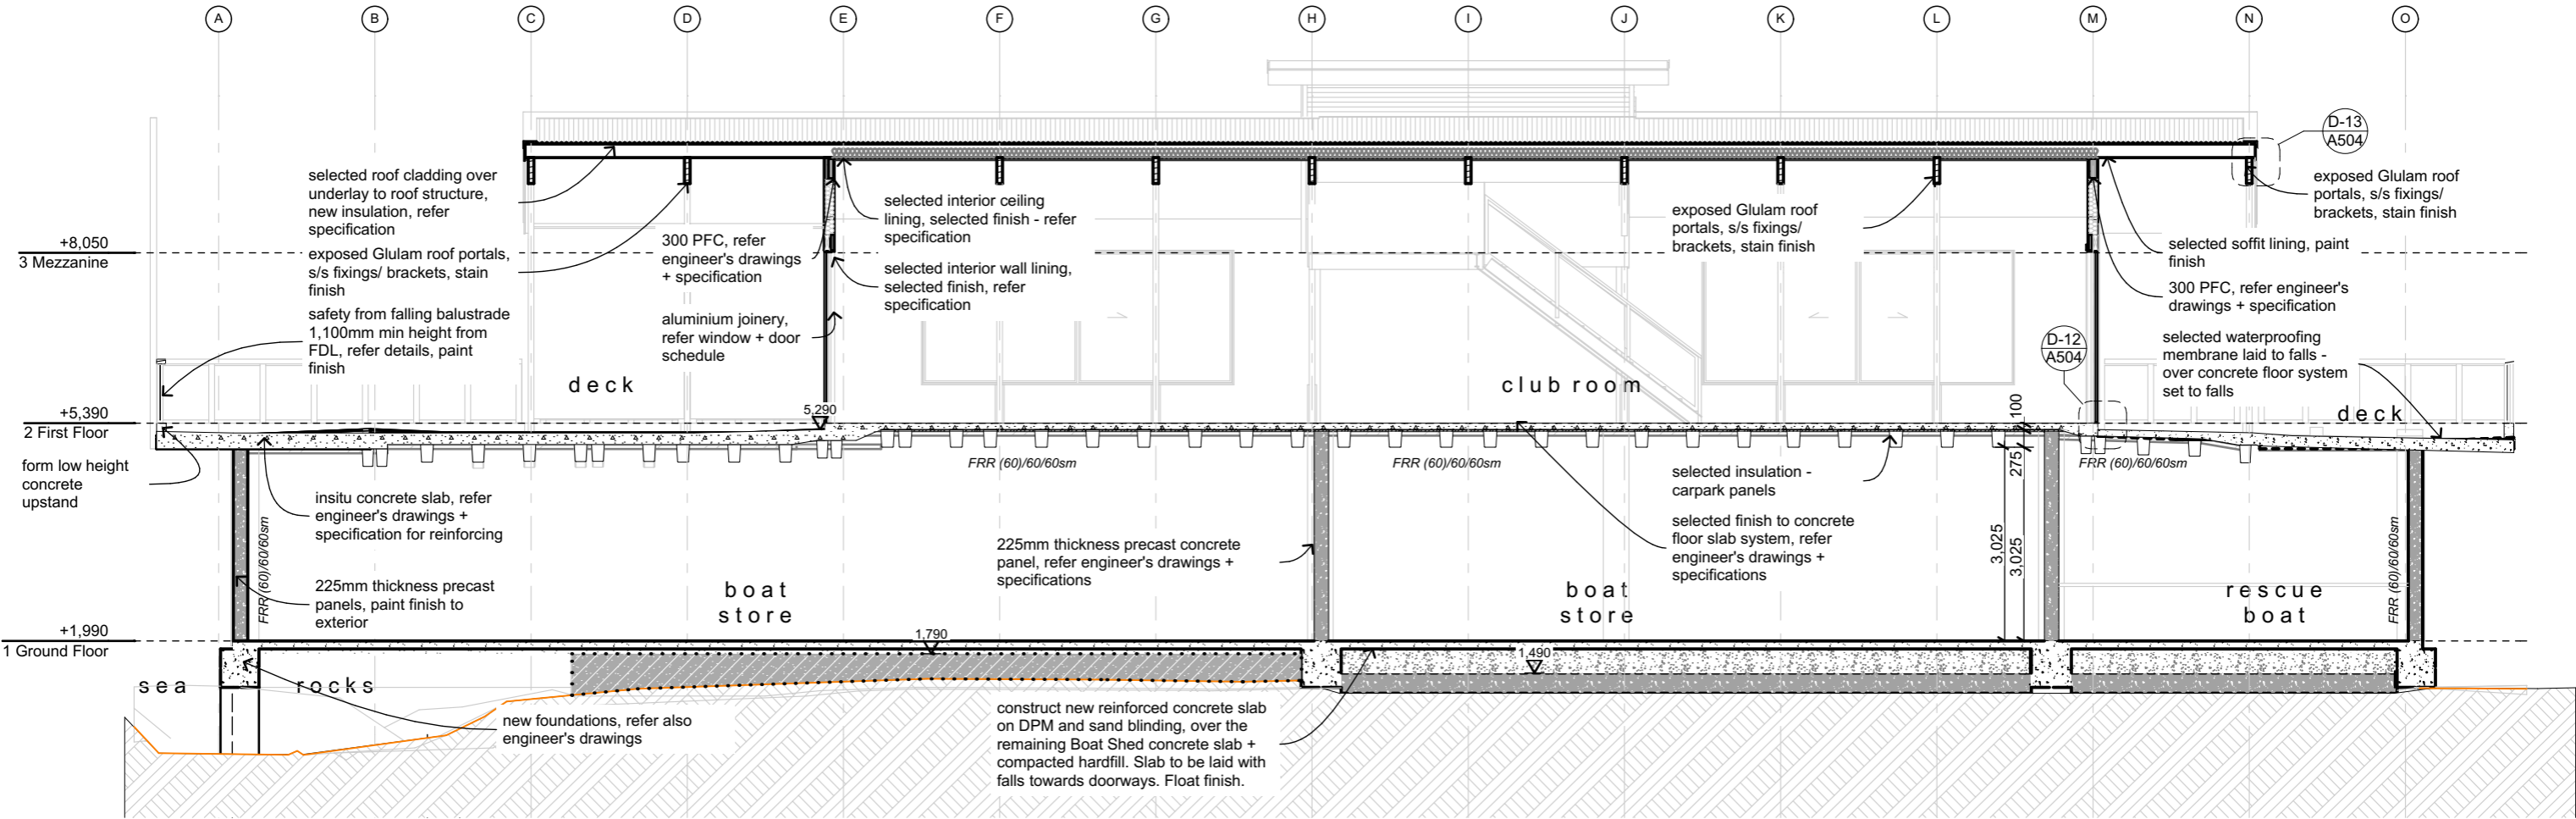 A B C D E F G H I J K L M N O
D-13
A504
selected roof cladding over
underlay to roof structure,
new insulation, refer
specification
exposed Glulam roof portals,
s/s fixings/ brackets, stain
finish
safety from falling balustrade
1,100mm min height from
FDL, refer details, paint
finish
300 PFC, refer
engineer's drawings
+ specification
aluminium joinery,
refer window + door
schedule
selected interior ceiling
lining, selected finish - refer
specification
selected interior wall lining,
selected finish, refer
specification
exposed Glulam roof
portals, s/s fixings/
brackets, stain finish
exposed Glulam roof
portals, s/s fixings/
brackets, stain finish
selected soffit lining, paint
finish
300 PFC, refer engineer's
drawings + specification
selected waterproofing
membrane laid to falls -
over concrete floor system
set to falls
D-12
A504
+8,050
3 Mezzanine
+5,390
2 First Floor
+1,990
1 Ground Floor
deck
5,290
club room
100
deck
form low height
concrete
upstand
insitu concrete slab, refer
engineer's drawings +
specification for reinforcing
225mm thickness precast
panels, paint finish to
exterior
FRR (60)/60/60sm
FRR (60)/60/60sm
FRR (60)/60/60sm
FRR (60)/60/60sm
FRR (60)/60/60sm
225mm thickness precast concrete
panel, refer engineer's drawings +
specifications
selected insulation -
carpark panels
selected finish to concrete
floor slab system, refer
engineer's drawings +
specifications
275
3,025
3,025
boat
store
boat
store
rescue
boat
1,790
1,490
sea
rocks
new foundations, refer also
engineer's drawings
construct new reinforced concrete slab
on DPM and sand blinding, over the
remaining Boat Shed concrete slab +
compacted hardfill. Slab to be laid with
falls towards doorways. Float finish.